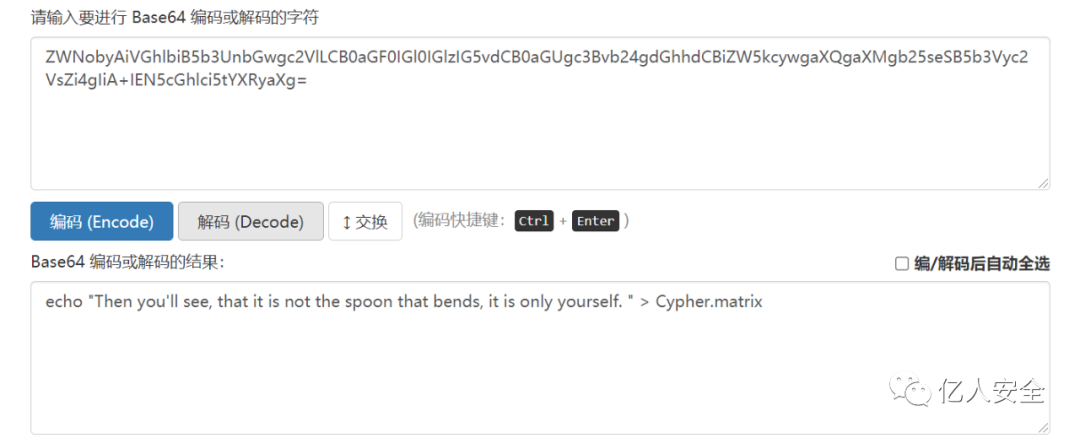 请输入要进行 Base64 编码或解码的字符
ZWNobyAiVGhlbiB5b3UnbGwgc2VlLCB0aGF0IGl0IGlzIG5vdCB0aGUgc3Bvb24gdGhhdCBiZW5kcywgaXQgaXMgb25seSB5b3Vyc2
VsZi4gIiA+IEN5cGhlci5tYXRyaXg=
编码 (Encode) 解码 (Decode) ↕交换 (编码快捷键： Ctrl + Enter )
Base64 编码或解码的结果： 编/解码后自动全选
echo "Then you'll see, that it is not the spoon that bends, it is only yourself. " > Cypher.matrix
亿人安全